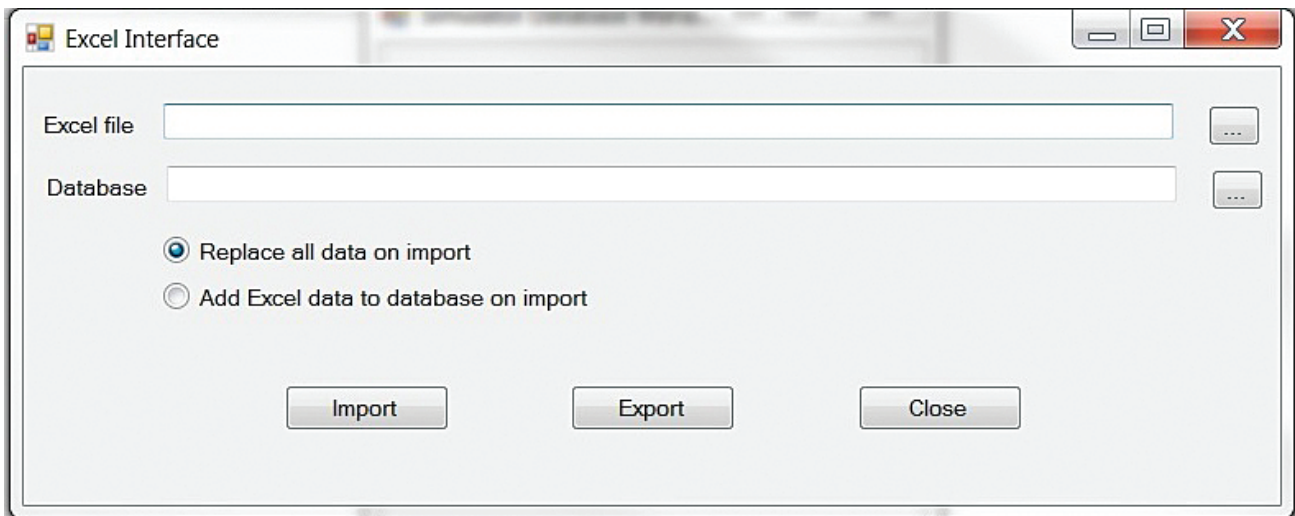 Excel Interface
Excel file
...
Database
...
Replace all data on import
Add Excel data to database on import
Import Export Close